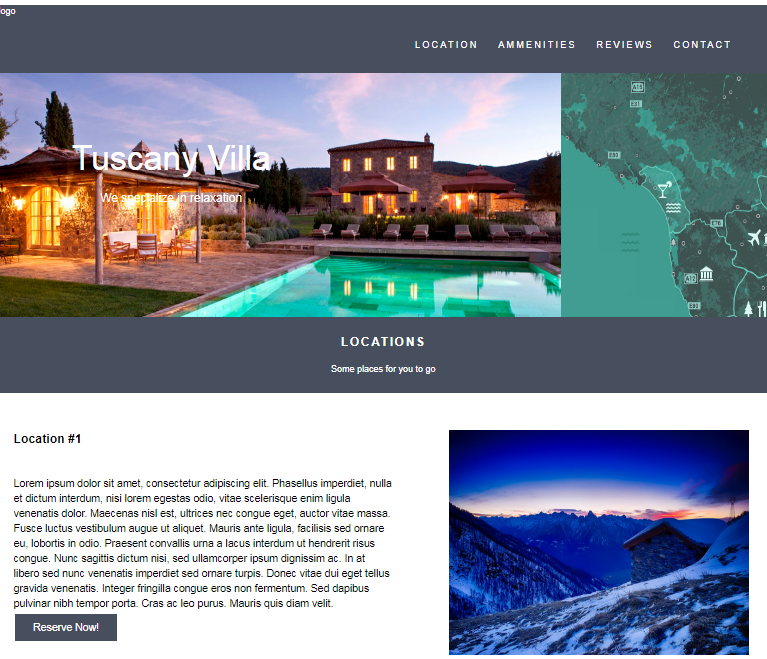 ogo
LOCATION AMMENITIES REVIEWS CONTACT
Tuscany Villa
We specialize in relaxation
LOCATIONS
Some places for you to go
Location #1
Lorem ipsum dolor sit amet, consectetur adipiscing elit. Phasellus imperdiet, nulla
et dictum interdum, nisi lorem egestas odio, vitae scelerisque enim ligula
venenatis dolor. Maecenas nisl est, ultrices nec congue eget, auctor vitae massa.
Fusce luctus vestibulum augue ut aliquet. Mauris ante ligula, facilisis sed ornare
eu, lobortis in odio. Praesent convallis urna a lacus interdum ut hendrerit risus
congue. Nunc sagittis dictum nisi, sed ullamcorper ipsum dignissim ac. In at
libero sed nunc venenatis imperdiet sed ornare turpis. Donec vitae dui eget tellus
gravida venenatis. Integer fringilla congue eros non fermentum. Sed dapibus
pulvinar nibh tempor porta. Cras ac leo purus. Mauris quis diam velit.
Reserve Now!